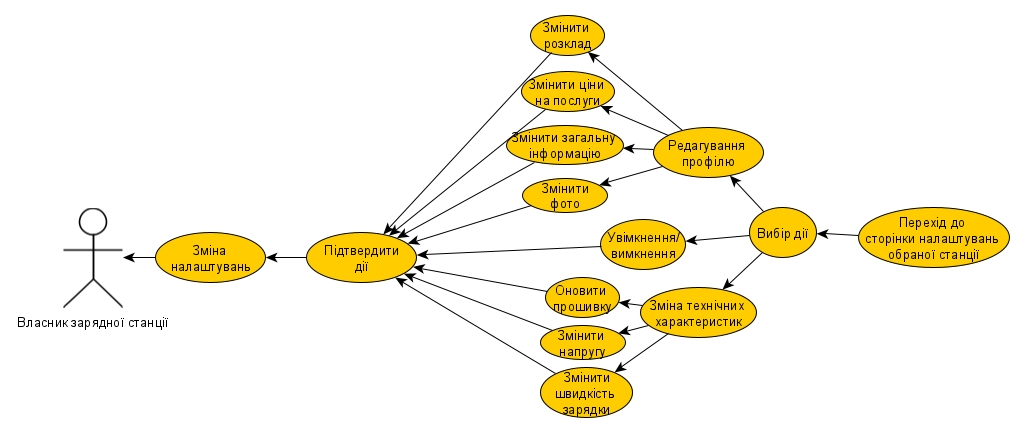 Змінити
розклад
Змінити ціни
на послуги
Змінити загальну
інформацію
Змінити
фото
Редагування
профілю
Власник зарядної станції
Зміна
налаштувань
Підтвердити
дії
Увімкнення/
вимкнення
Вибір дії
Перехід до
сторінки налаштувань
обраної станції
Оновити
прошивку
Зміна технічних
характеристик
Змінити
напругу
Змінити
швидкість
зарядки